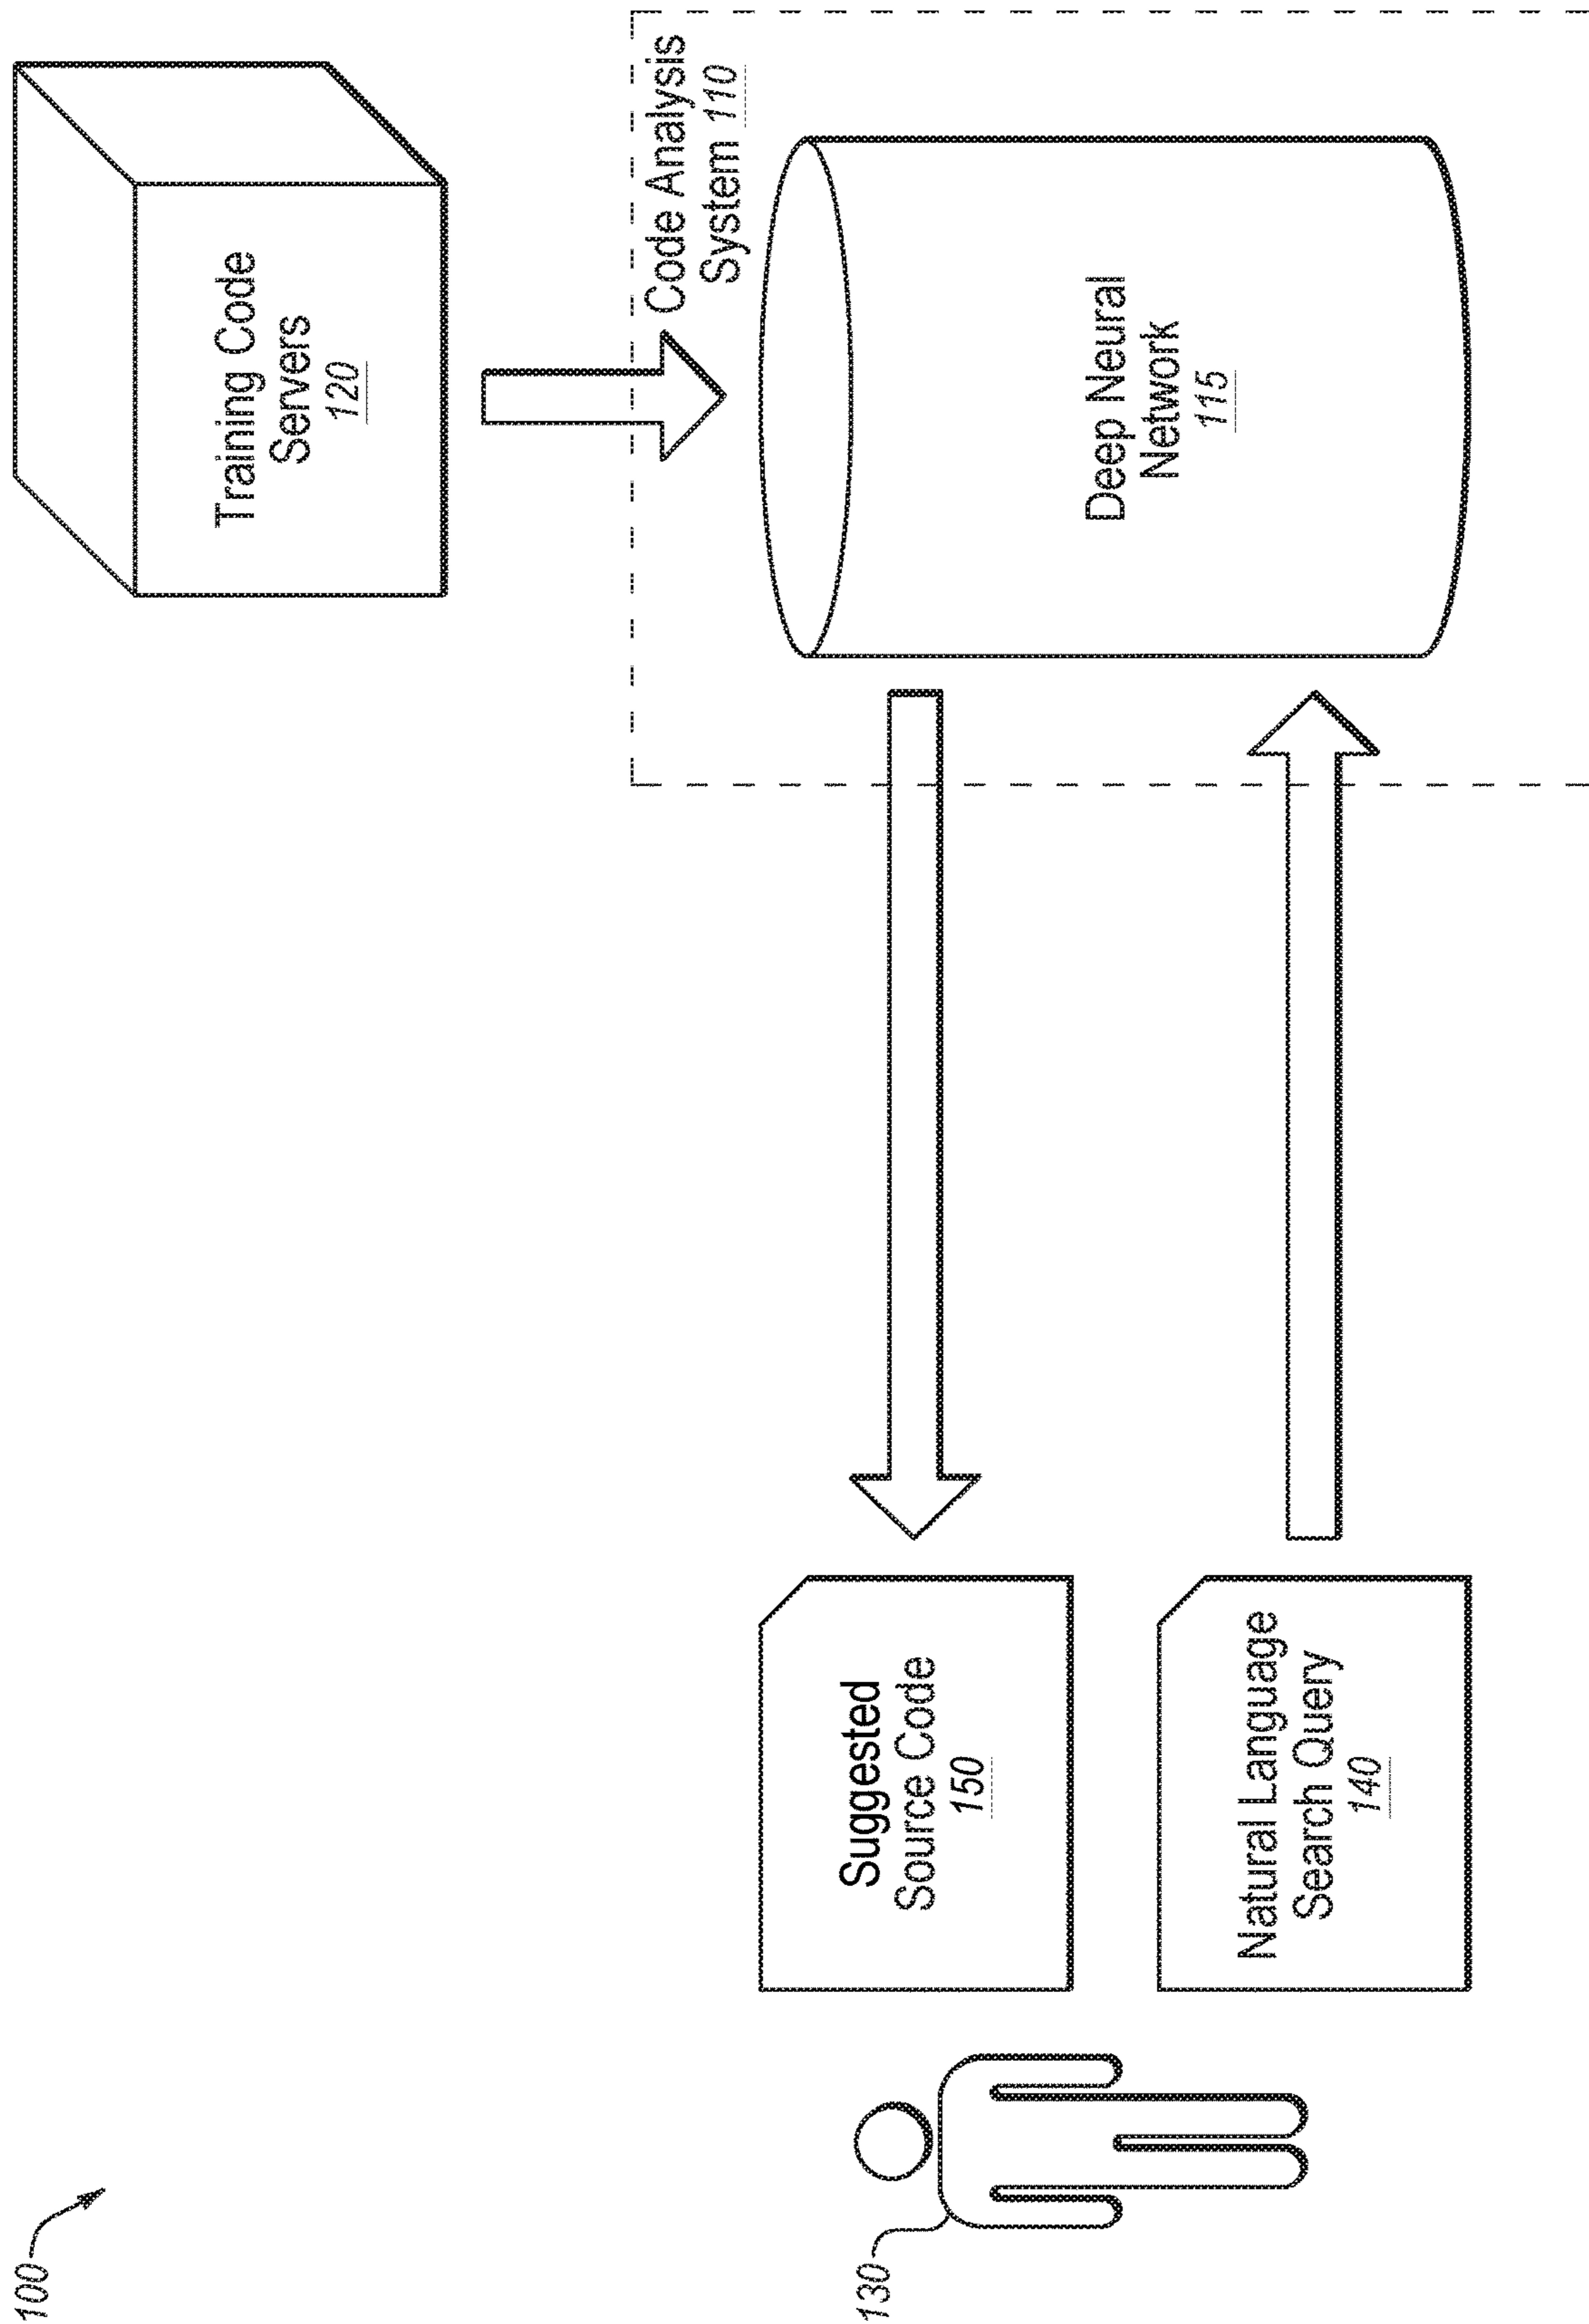 100
Training Code
Servers
120
Code Analysis
System 110
Deep Neural
Network
115
130
Suggested
Source Code
150
Natural Language
Search Query
140